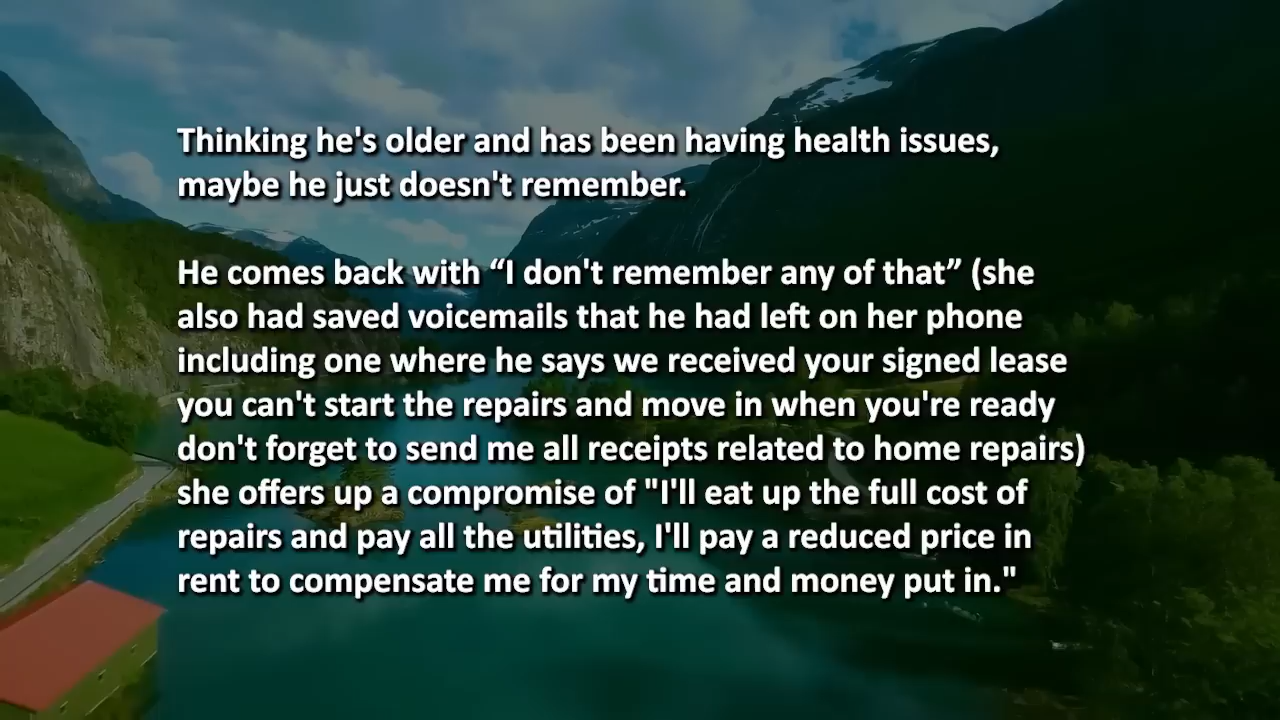 Thinking he's older and has been having health issues,
maybe he just doesn't remember.
He comes back with “I don't remember any of that” (she
also had saved voicemails that he had left on her phone
including one where he says we received your signed lease
you can't start the repairs and move in when you're ready
don't forget to send me all receipts related to home repairs)
she offers up a compromise of "I'll eat up the full cost of
repairs and pay all the utilities, I'll pay a reduced price in
rent to compensate me for my time and money put in."